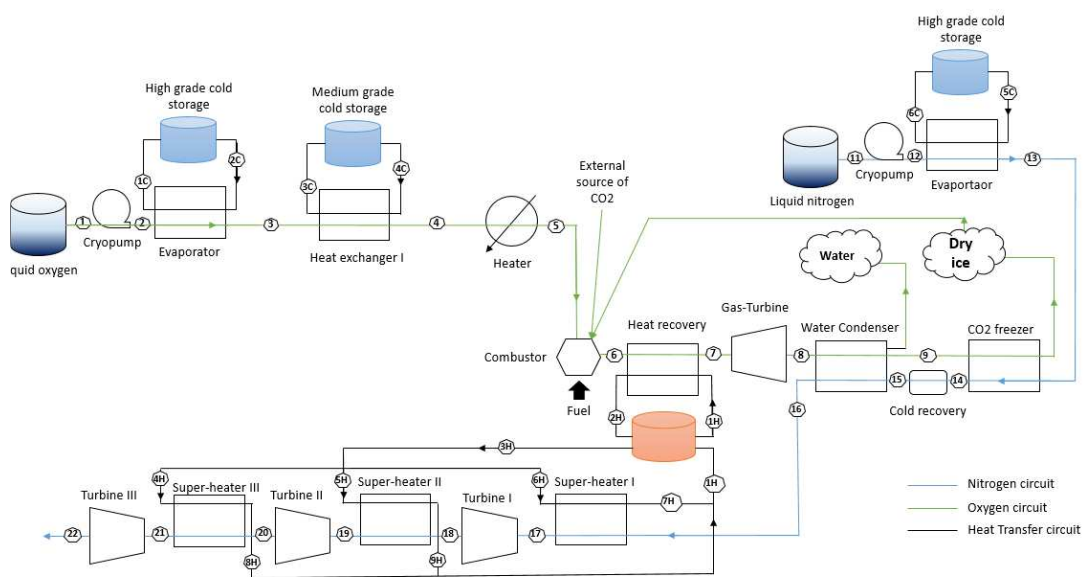 High grade cold
storage
5C
6C
11
12
13
Cryopump
Liquid nitrogen
Evaportaor
High grade cold
storage
1C
2C
Medium grade
cold storage
3C
4C
External
source of
CO2
1
2
3
4
5
Cryopump
Evaporator
Heat exchanger I
Heater
quid oxygen
Water
Dry
ice
Gas-Turbine
Heat recovery
Water Condenser
CO2 freezer
Combustor
6
7
8
9
Fuel
2H
1H
15
14
Cold recovery
16
3H
4H
5H
6H
7H
1H
Turbine III
Super-heater III
Turbine II
Super-heater II
Turbine I
Super-heater I
22
21
20
19
18
17
8H
9H
Nitrogen circuit
Oxygen circuit
Heat Transfer circuit